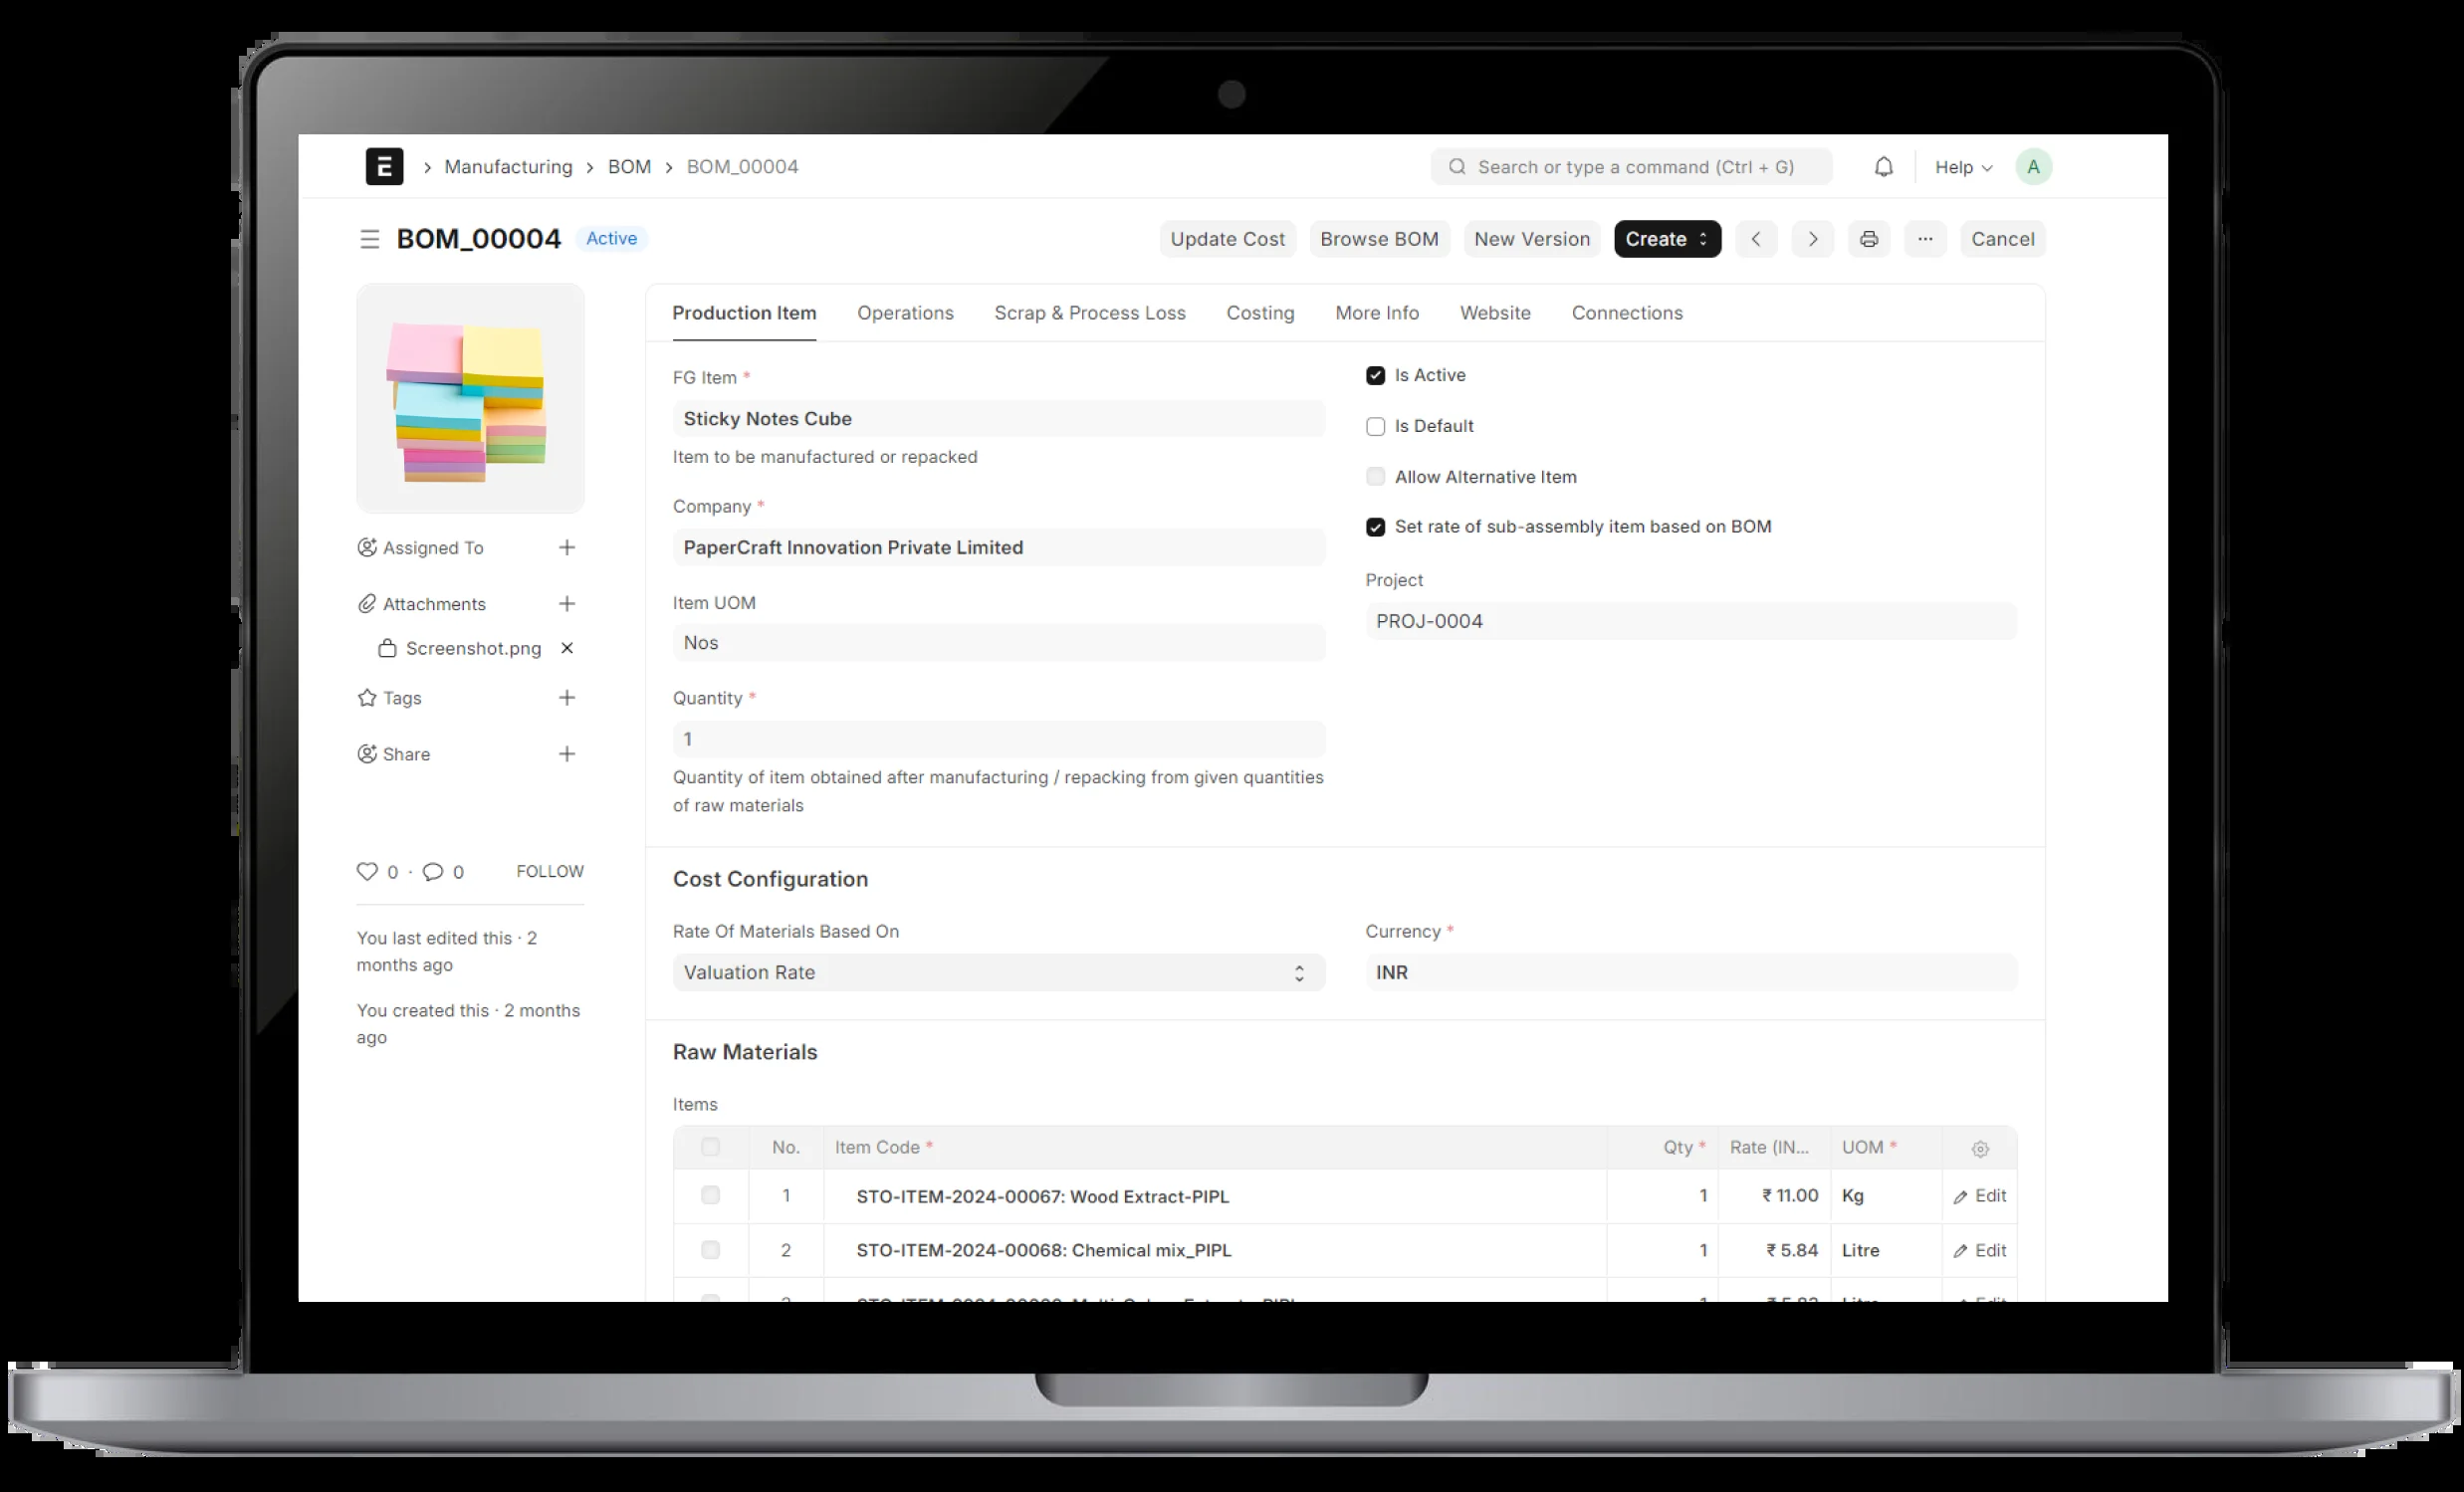 E
Manufacturing
BOM
BOM_00004
Search or type a command (Ctrl + G)
Help
A
BOM_00004
Active
Update Cost
Browse BOM
New Version
Create
Cancel
Production Item
Operations
Scrap & Process Loss
Costing
More Info
Website
Connections
Assigned To
Attachments
Screenshot.png
Tags
Share
0 · 0
FOLLOW
You last edited this · 2
months ago
You created this · 2 months
ago
FG Item *
Sticky Notes Cube
Item to be manufactured or repacked
Company *
PaperCraft Innovation Private Limited
Item UOM
Nos
Quantity *
1
Quantity of item obtained after manufacturing / repacking from given quantities
of raw materials
Is Active
Is Default
Allow Alternative Item
Set rate of sub-assembly item based on BOM
Project
PROJ-0004
Cost Configuration
Rate Of Materials Based On
Valuation Rate
Currency *
INR
Raw Materials
Items
No. Item Code * Qty * Rate (IN... UOM *
1 STO-ITEM-2024-00067: Wood Extract-PIPL 1 ₹ 11.00 Kg Edit
2 STO-ITEM-2024-00068: Chemical mix_PIPL 1 ₹ 5.84 Litre Edit